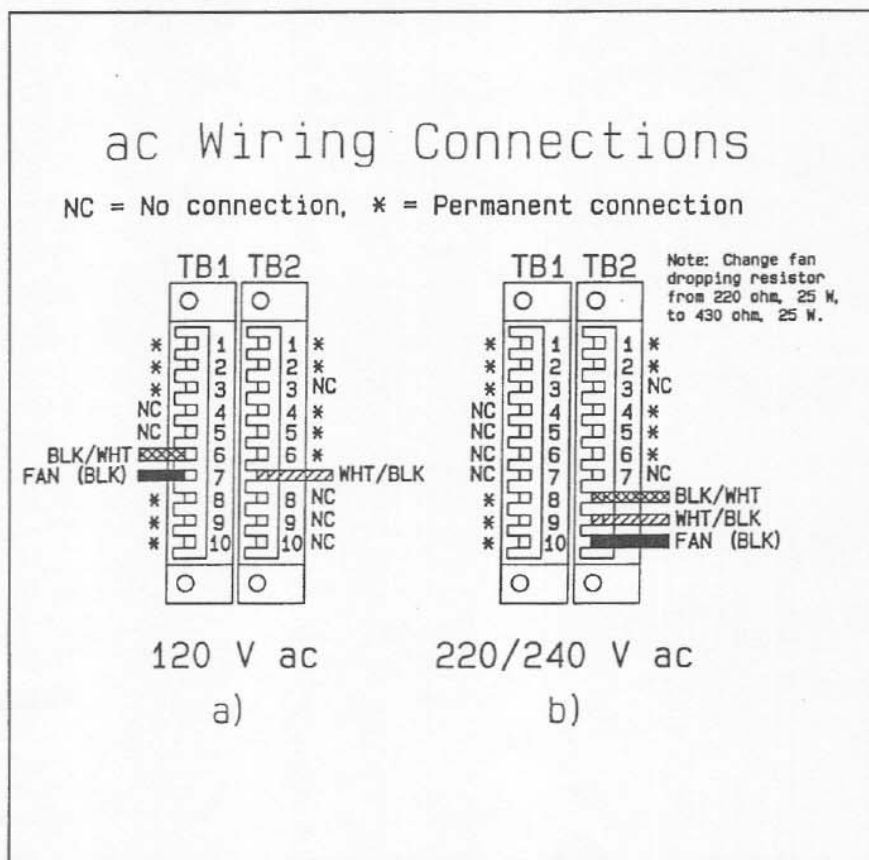 ac Wiring Connections
NC = No connection, * = Permanent connection
TB1 TB2
* 1 1 *
* 2 2 *
* 3 3 NC
NC 4 4 *
NC 5 5 *
BLK/WHT 6 6 *
FAN (BLK) 7 WHT/BLK
* 8 8 NC
* 9 9 NC
* 10 10 NC
120 V ac
a)
TB1 TB2
Note: Change fan
dropping resistor
from 220 ohm, 25 W,
to 430 ohm, 25 W.
* 1 1 *
* 2 2 *
* 3 3 NC
NC 4 4 *
NC 5 5 *
NC 6 6 *
NC 7 7 NC
* 8 BLK/WHT
* 9 WHT/BLK
* 10 FAN (BLK)
220/240 V ac
b)